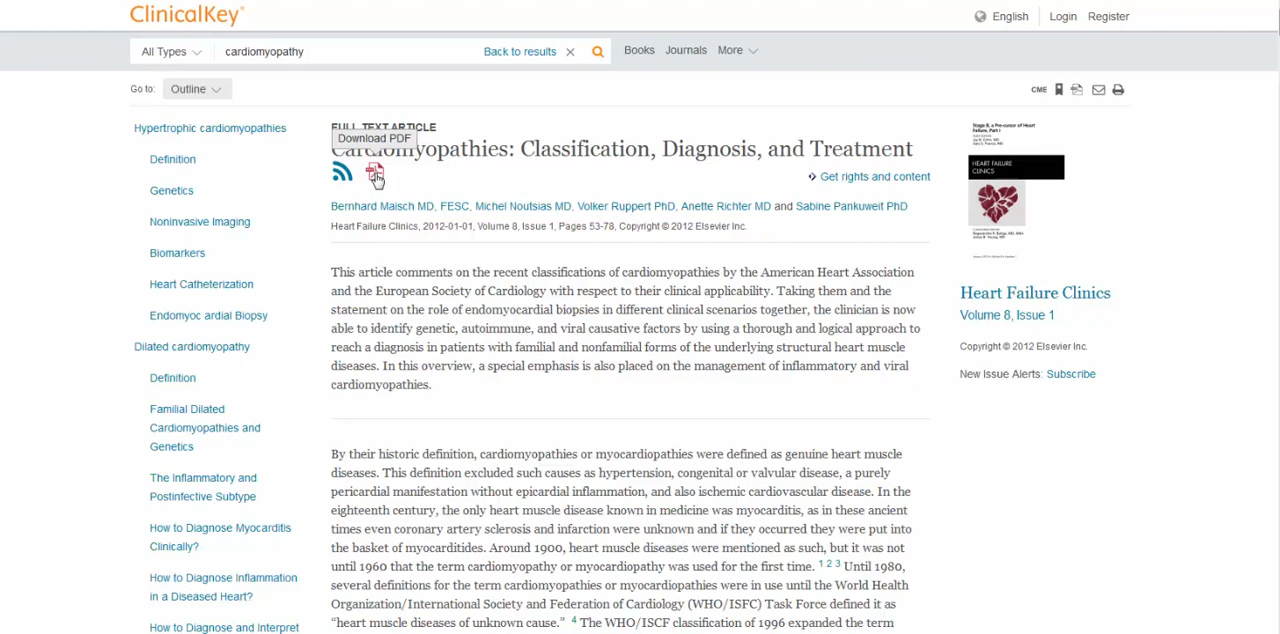 ClinicalKey®
English Login Register
All Types cardiomyopathy Back to results Books Journals More
Go to: Outline CME
Hypertrophic cardiomyopathies
Definition
Genetics
Noninvasive Imaging
Biomarkers
Heart Catheterization
Endomyoc ardial Biopsy
Dilated cardiomyopathy
Definition
Familial Dilated
Cardiomyopathies and
Genetics
The Inflammatory and
Postinfective Subtype
How to Diagnose Myocarditis
Clinically?
How to Diagnose Inflammation
in a Diseased Heart?
How to Diagnose and Interpret
FULL TEXT ARTICLE
Download PDF
Cardiomyopathies: Classification, Diagnosis, and Treatment
Get rights and content
Bernhard Maisch MD, FESC, Michel Noutsias MD, Volker Ruppert PhD, Anette Richter MD and Sabine Pankuweit PhD
Heart Failure Clinics, 2012-01-01, Volume 8, Issue 1, Pages 53-78, Copyright © 2012 Elsevier Inc.
This article comments on the recent classifications of cardiomyopathies by the American Heart Association
and the European Society of Cardiology with respect to their clinical applicability. Taking them and the
statement on the role of endomyocardial biopsies in different clinical scenarios together, the clinician is now
able to identify genetic, autoimmune, and viral causative factors by using a thorough and logical approach to
reach a diagnosis in patients with familial and nonfamilial forms of the underlying structural heart muscle
diseases. In this overview, a special emphasis is also placed on the management of inflammatory and viral
cardiomyopathies.
By their historic definition, cardiomyopathies or myocardiopathies were defined as genuine heart muscle
diseases. This definition excluded such causes as hypertension, congenital or valvular disease, a purely
pericardial manifestation without epicardial inflammation, and also ischemic cardiovascular disease. In the
eighteenth century, the only heart muscle disease known in medicine was myocarditis, as in these ancient
times even coronary artery sclerosis and infarction were unknown and if they occurred they were put into
the basket of myocarditides. Around 1900, heart muscle diseases were mentioned as such, but it was not
until 1960 that the term cardiomyopathy or myocardiopathy was used for the first time. 1 2 3 Until 1980,
several definitions for the term cardiomyopathies or myocardiopathies were in use until the World Health
Organization/International Society and Federation of Cardiology (WHO/ISFC) Task Force defined it as
“heart muscle diseases of unknown cause.” 4 The WHO/ISCF classification of 1996 expanded the term
Stage B, a Pre-cursor of Heart
Failure, Part I
HEART FAILURE
CLINICS
Heart Failure Clinics
Volume 8, Issue 1
Copyright © 2012 Elsevier Inc.
New Issue Alerts: Subscribe